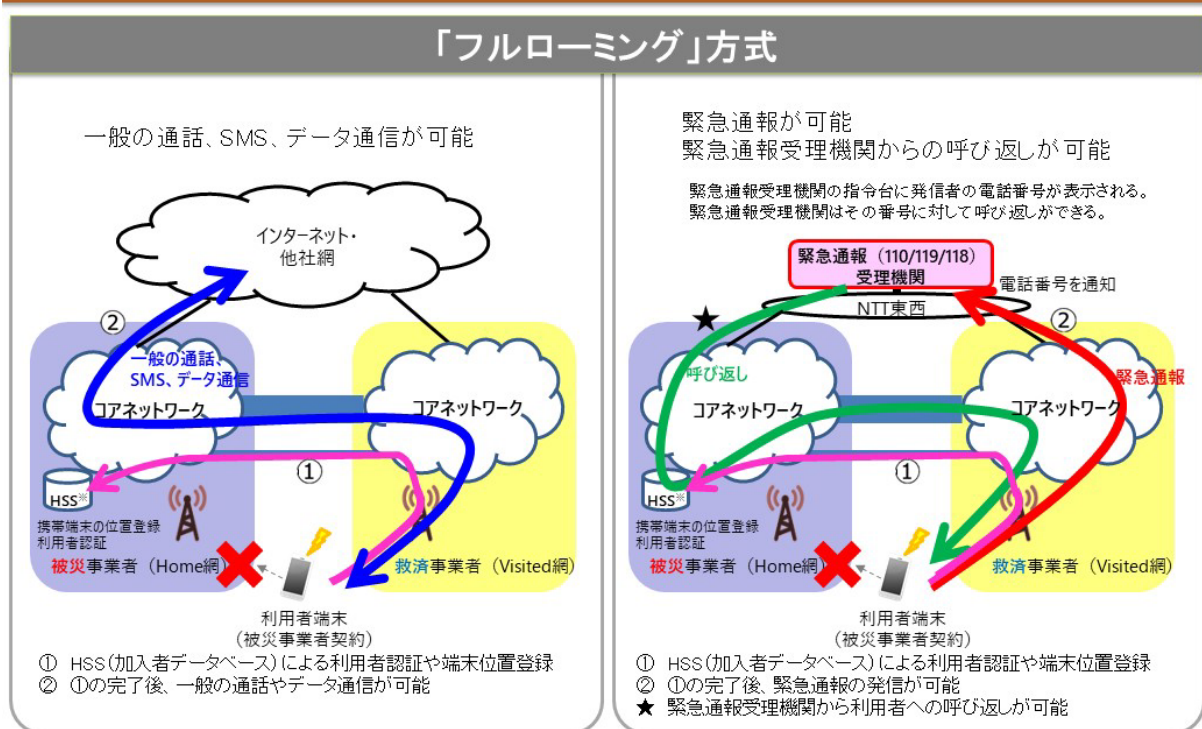 「フルローミング」方式
一般の通話、SMS、データ通信が可能
インターネット・
他社網
②
一般の通話、
SMS、データ通信
コアネットワーク
コアネットワーク
①
HSS※
携帯端末の位置登録
利用者認証
被災事業者（Home網）
救済事業者（Visited網）
利用者端末
（被災事業者契約）
① HSS（加入者データベース）による利用者認証や端末位置登録
② ①の完了後、一般の通話やデータ通信が可能
緊急通報が可能
緊急通報受理機関からの呼び返しが可能
緊急通報受理機関の指令台に発信者の電話番号が表示される。
緊急通報受理機関はその番号に対して呼び返しができる。
緊急通報（110/119/118）
受理機関
電話番号を通知
NTT東西
★
②
呼び返し
緊急通報
コアネットワーク
コアネットワーク
①
HSS※
携帯端末の位置登録
利用者認証
被災事業者（Home網）
救済事業者（Visited網）
利用者端末
（被災事業者契約）
① HSS（加入者データベース）による利用者認証や端末位置登録
② ①の完了後、緊急通報の発信が可能
★ 緊急通報受理機関から利用者への呼び返しが可能